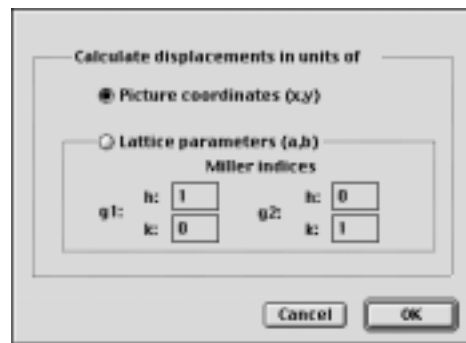 Calculate displacements in units of
Picture coordinates (x,y)
Lattice parameters (a,b)
Miller indices
g1: h: 1 g2: h: 0
k: 0 k: 1
Cancel OK